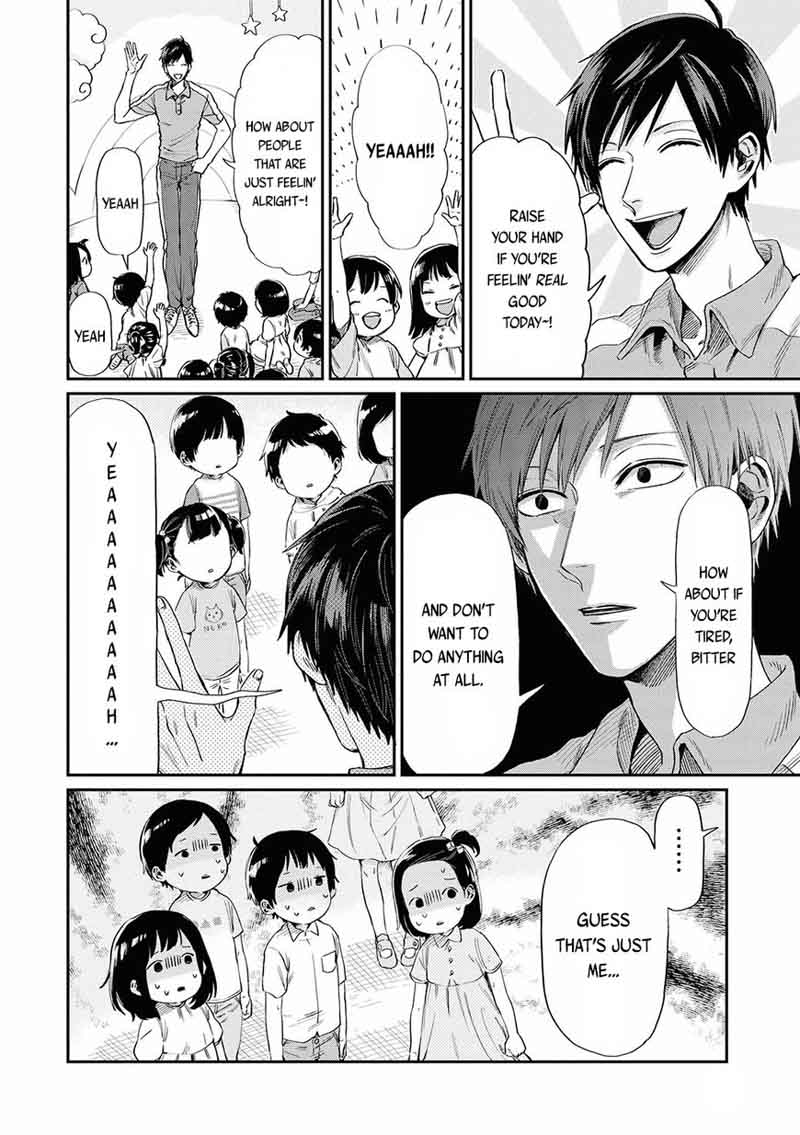 RAISE
YOUR HAND
IF YOU'RE
FEELIN' REAL
GOOD
TODAY~!
YEAAAH!!
HOW ABOUT
PEOPLE
THAT ARE
JUST FEELIN'
ALRIGHT~!
YEAAH
YEAH
HOW
ABOUT IF
YOU'RE
TIRED,
BITTER
AND DON'T
WANT TO
DO ANYTHING
AT ALL.
YEAAAAAAAAAH...
NUKO
......
GUESS
THAT'S JUST
ME...